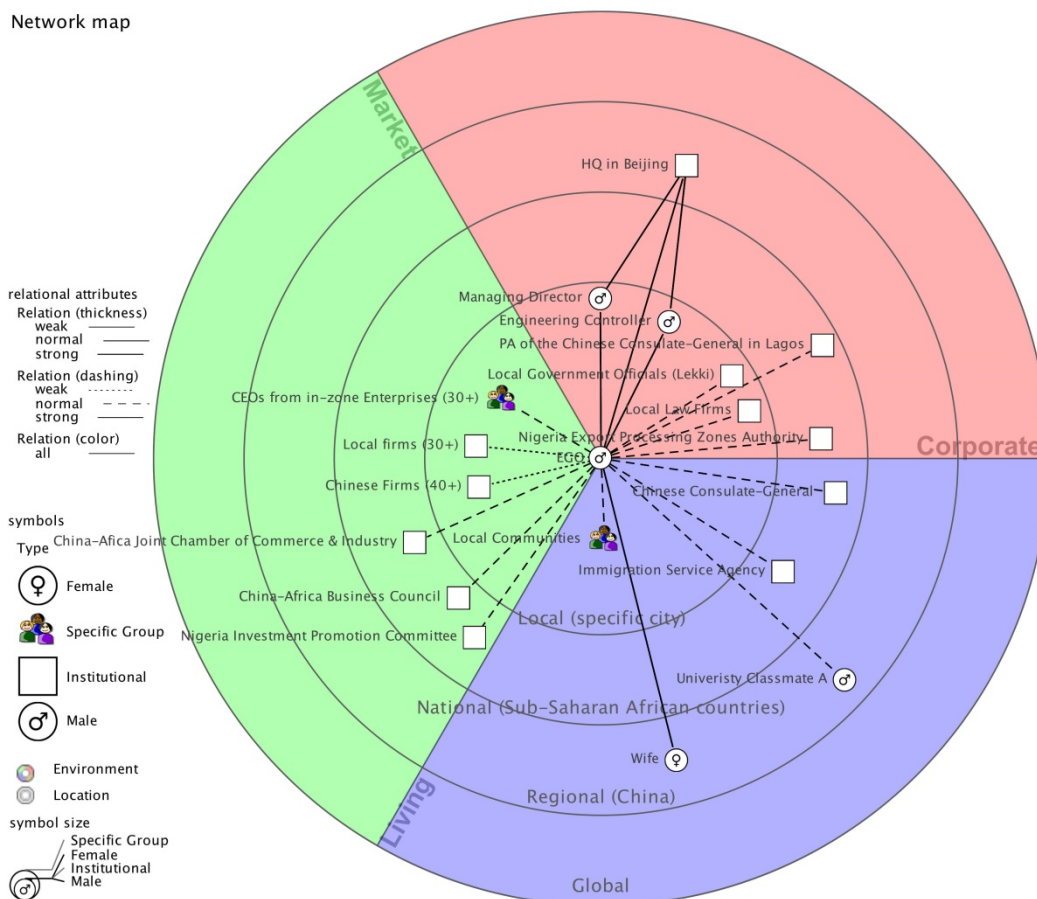 Network map
Market
HQ in Beijing
Managing Director
Engineering Controller
PA of the Chinese Consulate-General in Lagos
Local Government Officials (Lekki)
CEOs from in-zone Enterprises (30+)
Local Law Firms
Nigeria Export Processing Zones Authority
Local firms (30+)
Corporate
EGO
Chinese Firms (40+)
Chinese Consulate-General
China-Afica Joint Chamber of Commerce & Industry
Local Communities
Immigration Service Agency
China-Africa Business Council
Local (specific city)
Nigeria Investment Promotion Committee
Univeristy Classmate A
National (Sub-Saharan African countries)
Wife
Living
Regional (China)
Global
relational attributes
Relation (thickness)
weak
normal
strong
Relation (dashing)
weak
normal
strong
Relation (color)
all
symbols
Type
Female
Specific Group
Institutional
Male
Environment
Location
symbol size
Specific Group
Female
Institutional
Male